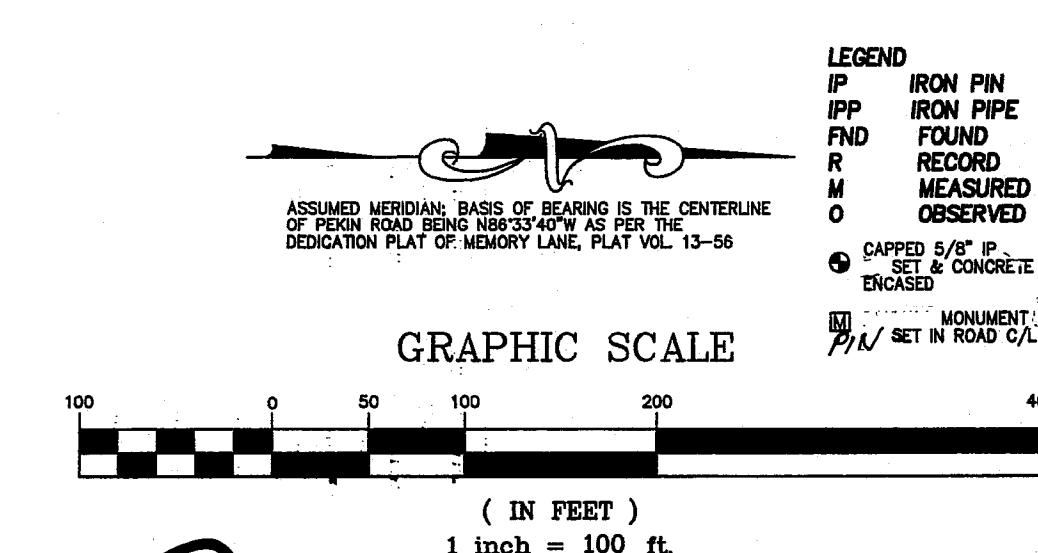 LEGEND
IP IRON PIN
IPP IRON PIPE
FND FOUND
R RECORD
M MEASURED
O OBSERVED
CAPPED 5/8" IP
SET & CONCRETE
ENCASED
M MONUMENT
PIN SET IN ROAD C/L
N
ASSUMED MERIDIAN; BASIS OF BEARING IS THE CENTERLINE
OF PEKIN ROAD BEING N86°33'40"W AS PER THE
DEDICATION PLAT OF MEMORY LANE, PLAT VOL. 13-56
GRAPHIC SCALE
100 0 50 100 200
( IN FEET )
1 inch = 100 ft.